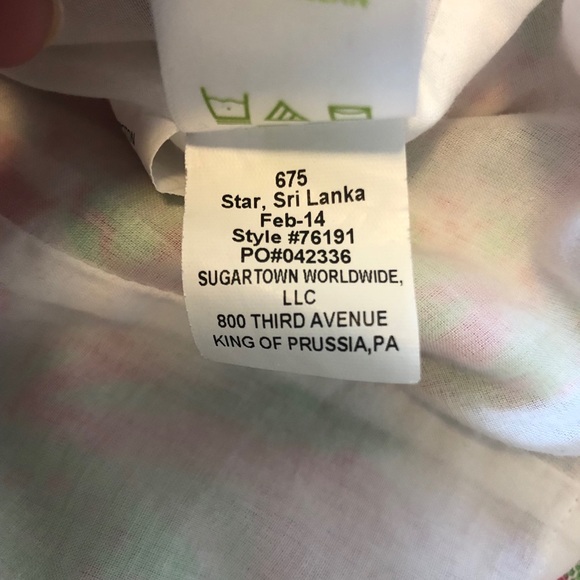 675
Star, Sri Lanka
Feb-14
Style #76191
PO#042336
SUGARTOWN WORLDWIDE,
LLC
800 THIRD AVENUE
KING OF PRUSSIA,PA